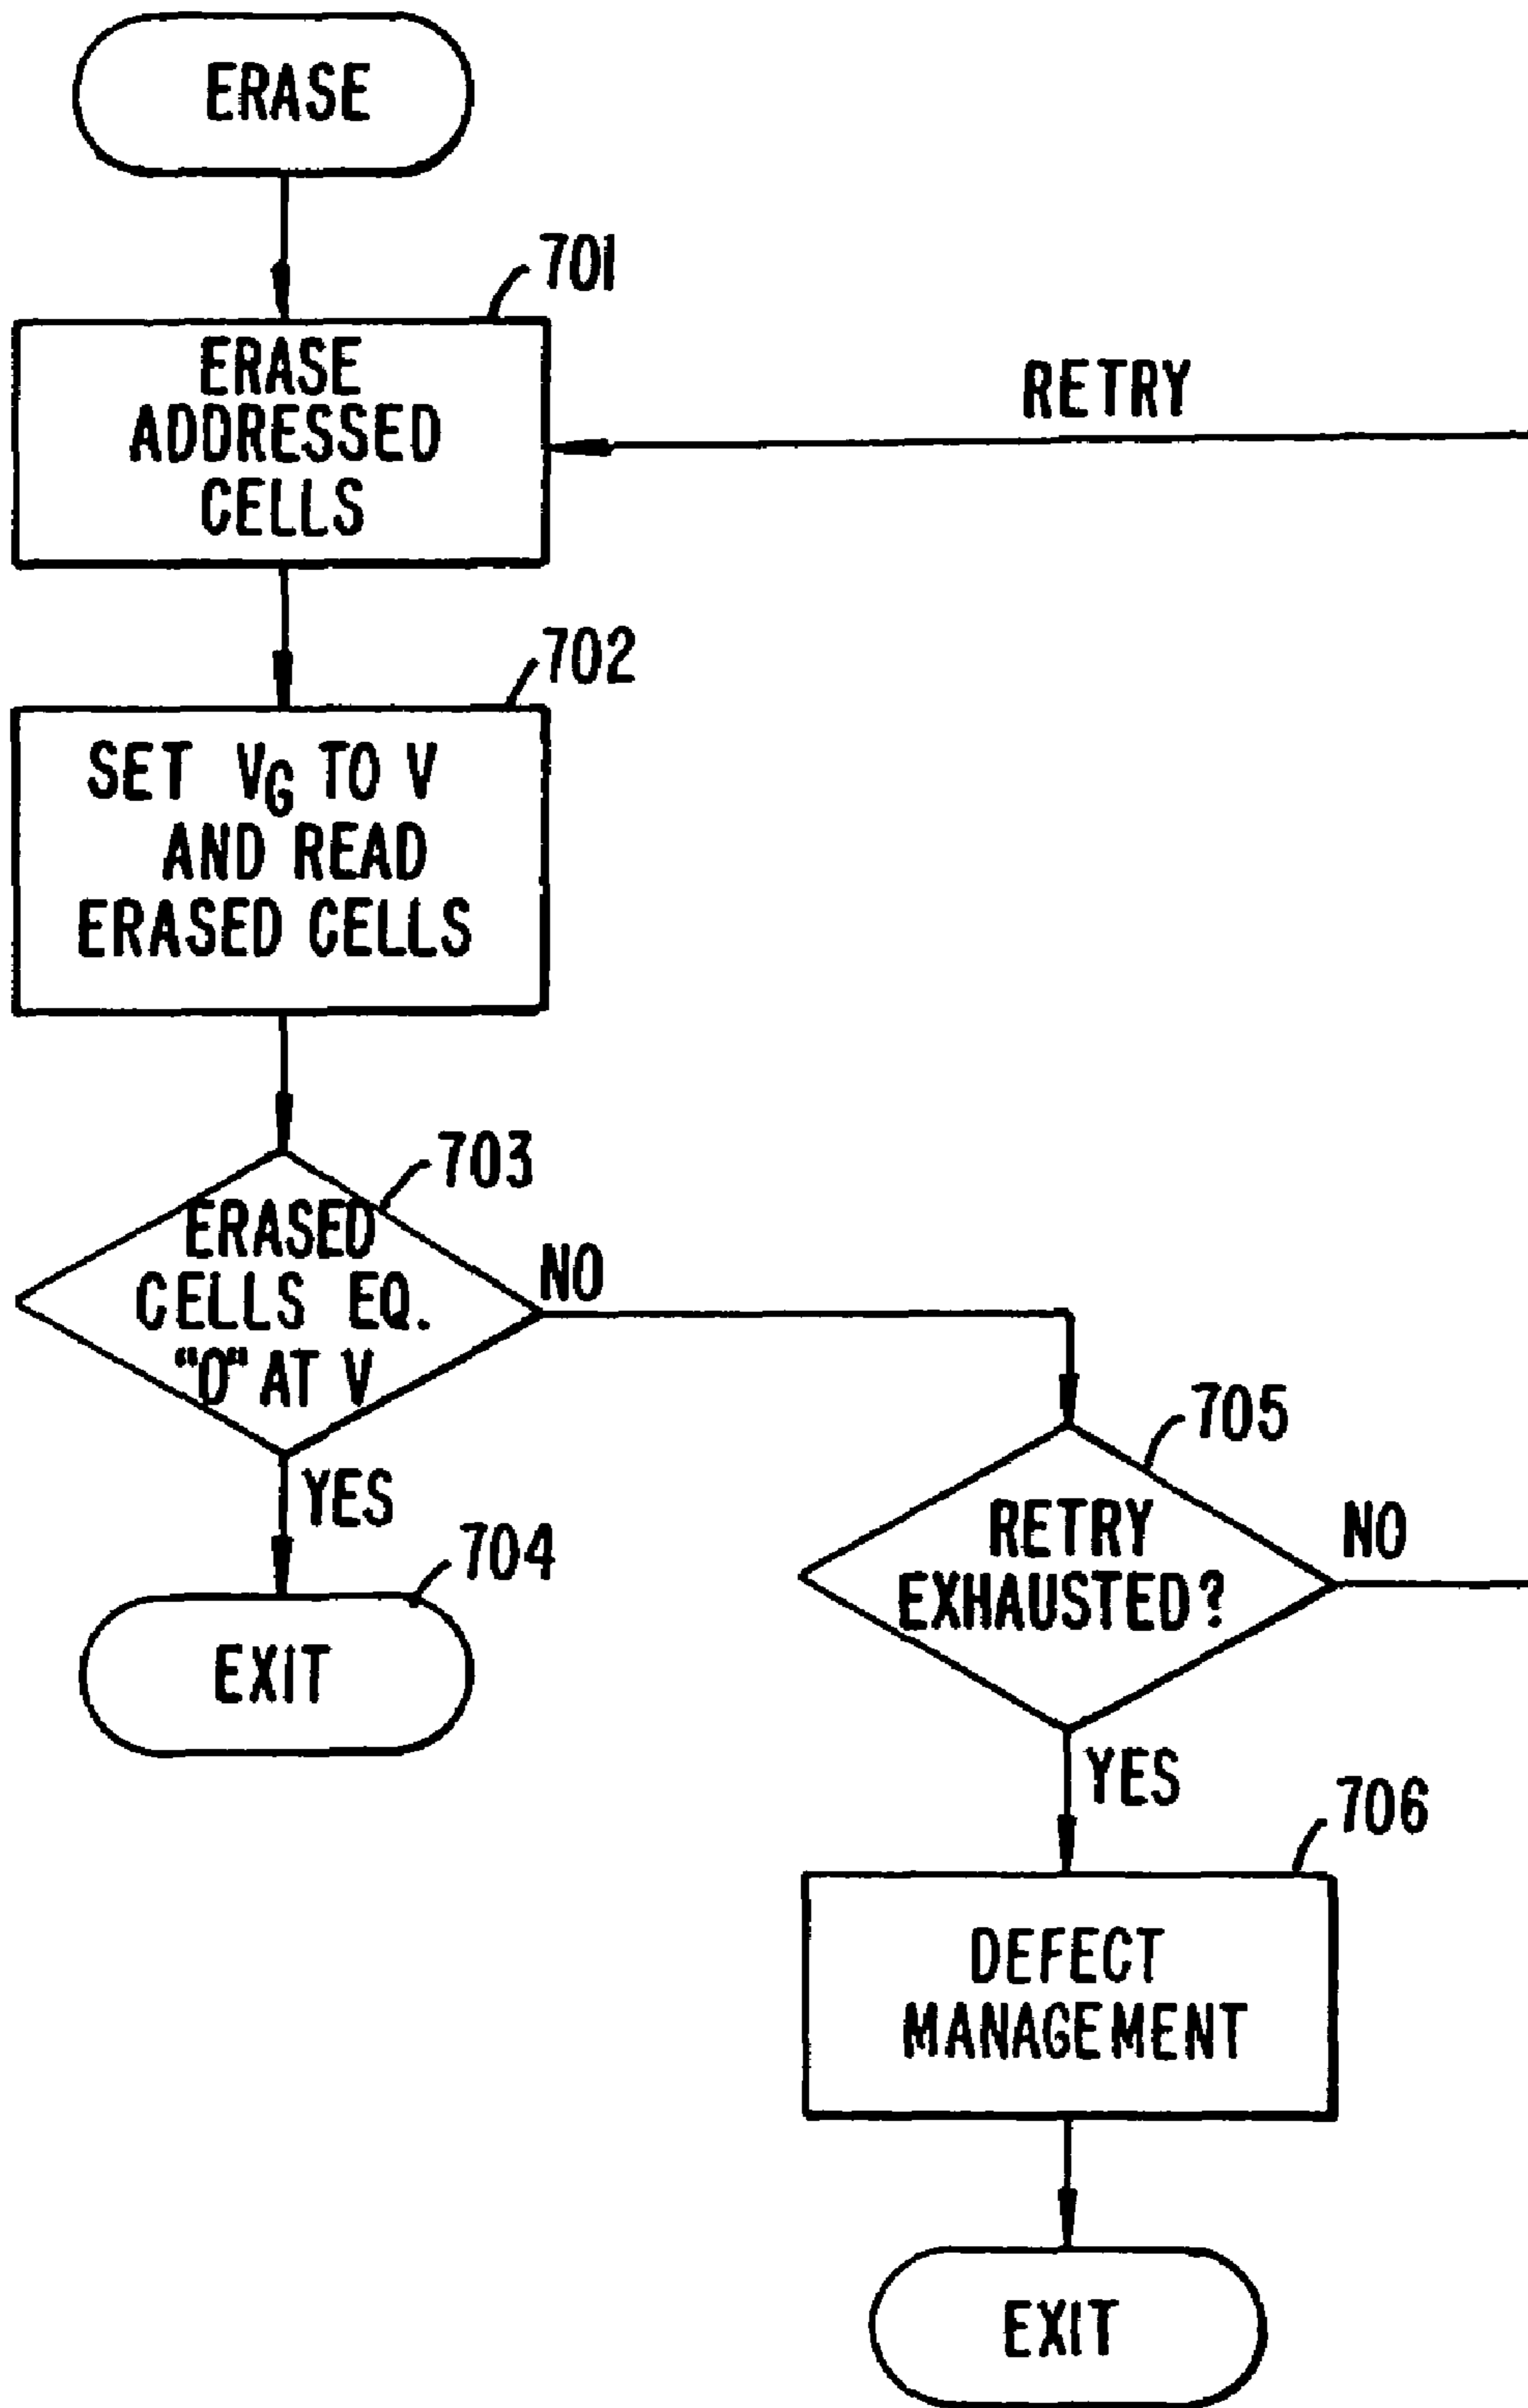 ERASE
701
ERASE
ADDRESSED
CELLS
RETRY
702
SET VG TO V
AND READ
ERASED CELLS
703
ERASED
CELLS EQ.
"0" AT V
NO
YES
704
EXIT
705
RETRY
EXHAUSTED?
NO
YES
706
DEFECT
MANAGEMENT
EXIT